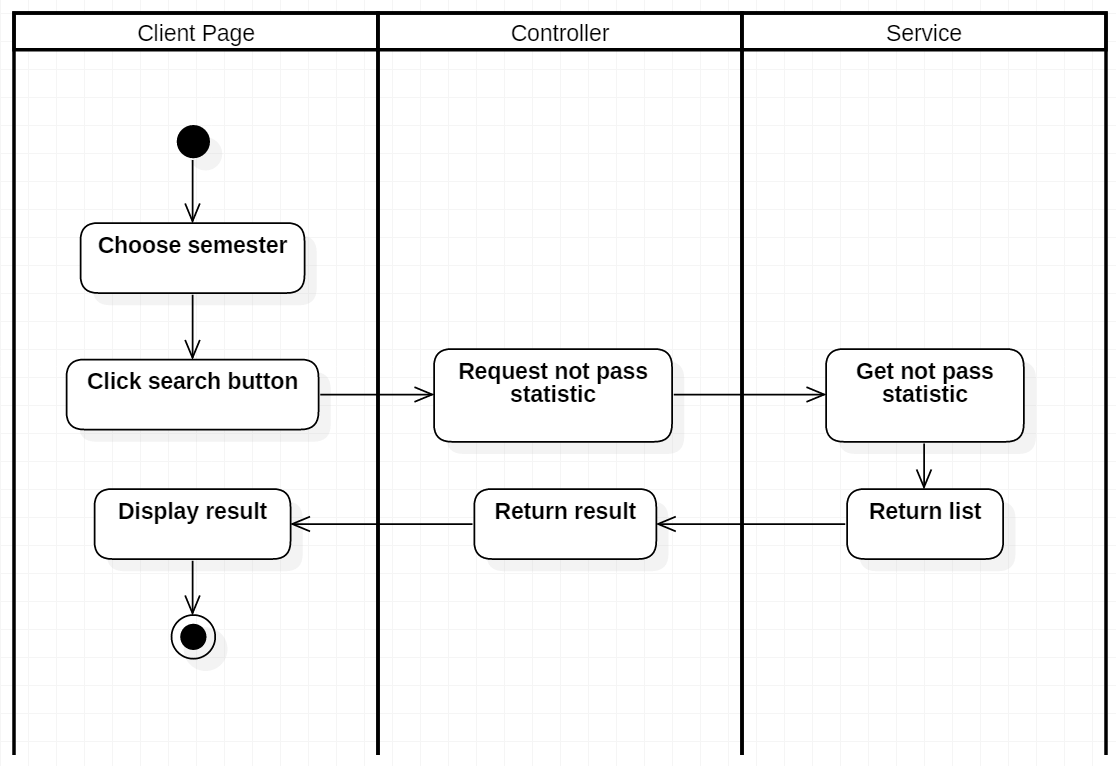 Client Page
Controller
Service
Choose semester
Click search button
Request not pass
statistic
Get not pass
statistic
Display result
Return result
Return list